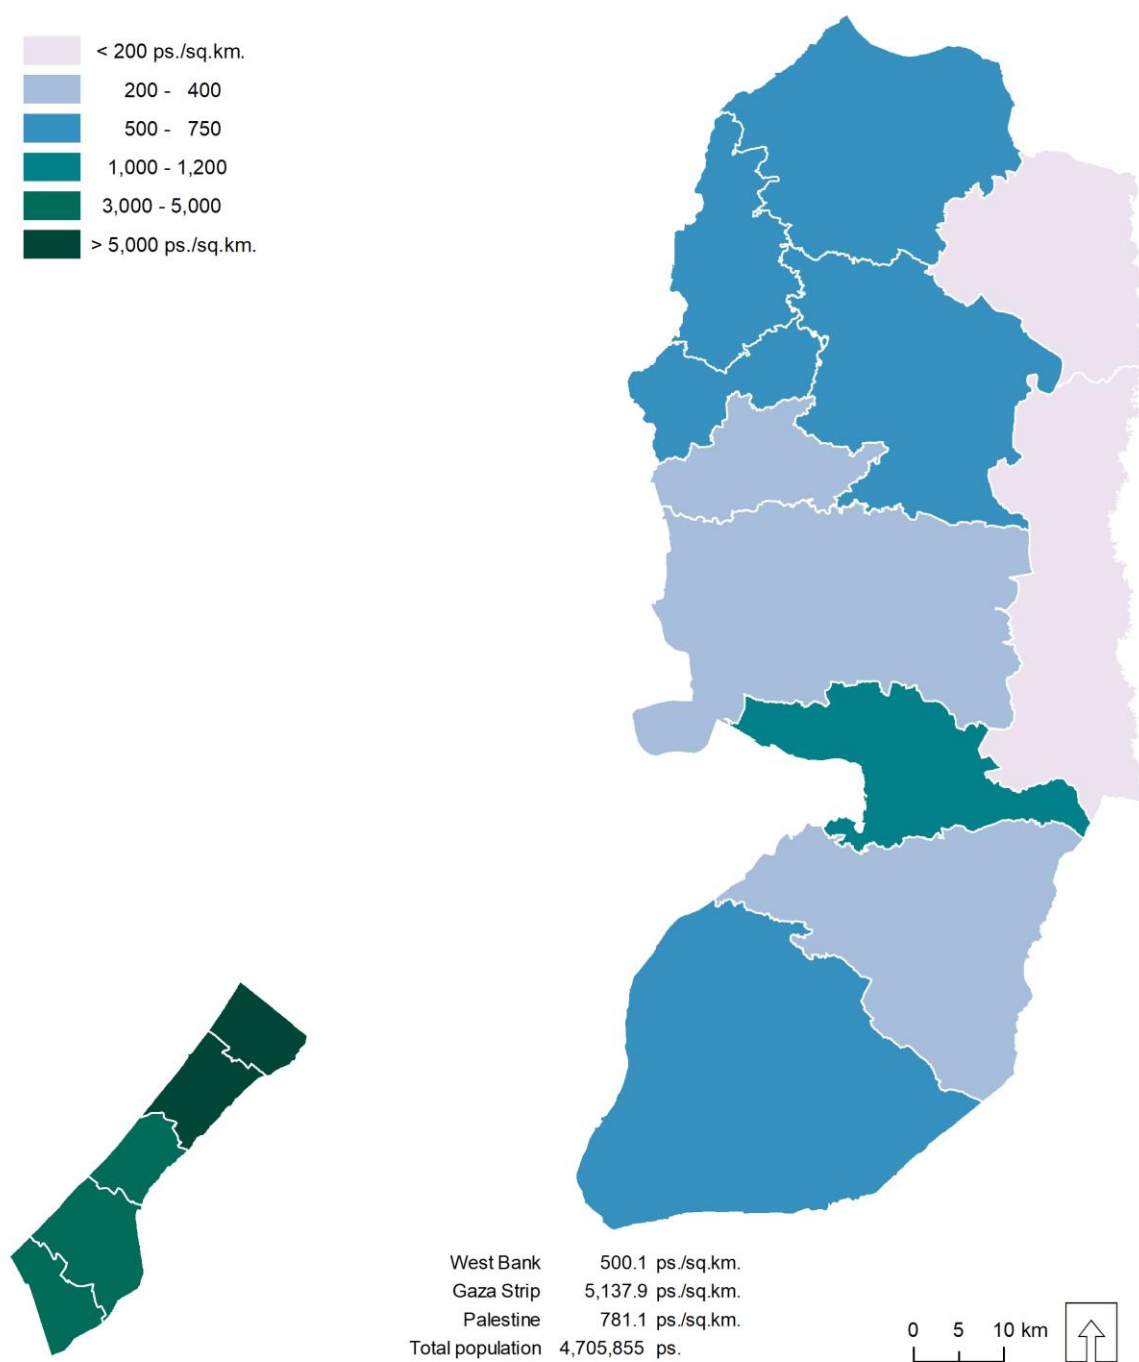 < 200 ps./sq.km.
200 - 400
500 - 750
1,000 - 1,200
3,000 - 5,000
> 5,000 ps./sq.km.
West Bank 500.1 ps./sq.km.
Gaza Strip 5,137.9 ps./sq.km.
Palestine 781.1 ps./sq.km.
Total population 4,705,855 ps.
0 5 10 km